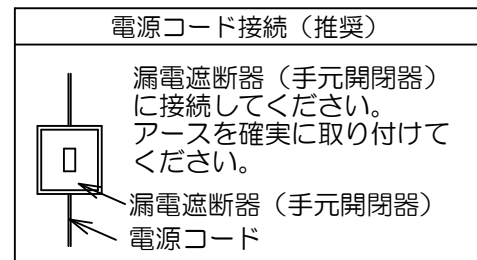 電源コード接続（推奨）
漏電遮断器（手元開閉器）
に接続してください。
アースを確実に取り付けて
ください。
漏電遮断器（手元開閉器）
電源コード